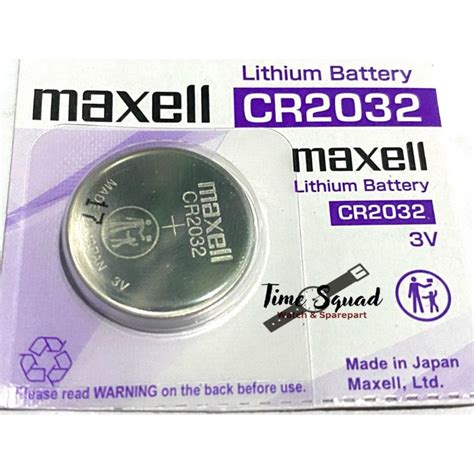 Lithium Battery
maxell CR2032
maxell
Lithium Battery
CR2032
3V
maxell
CR2032
+
3V
Time Squad
Watch & Sparepart
Made in Japan
Maxell, Ltd.
Please read WARNING on the back before using.